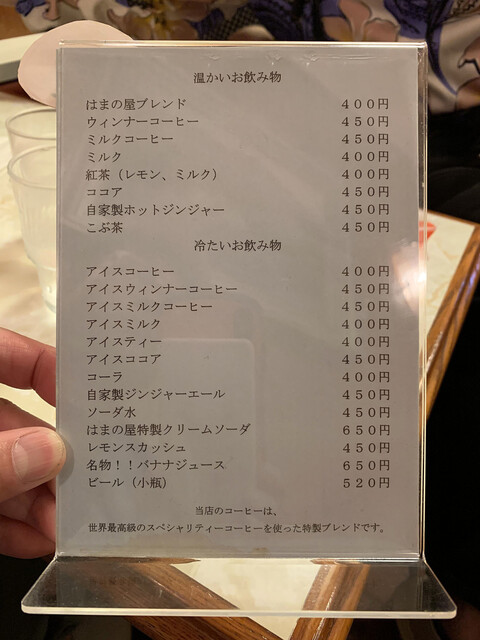 温かいお飲み物
はまの屋ブレンド 400円
ウィンナーコーヒー 450円
ミルクコーヒー 450円
ミルク 400円
紅茶（レモン、ミルク） 400円
ココア 450円
自家製ホットジンジャー 450円
こぶ茶 450円
冷たいお飲み物
アイスコーヒー 400円
アイスウィンナーコーヒー 450円
アイスミルクコーヒー 450円
アイスミルク 400円
アイスティー 400円
アイスココア 450円
コーラ 400円
自家製ジンジャーエール 450円
ソーダ水 450円
はまの屋特製クリームソーダ 650円
レモンスカッシュ 450円
名物！！バナナジュース 650円
ビール（小瓶） 520円
当店のコーヒーは、
世界最高級のスペシャリティーコーヒーを使った特製ブレンドです。